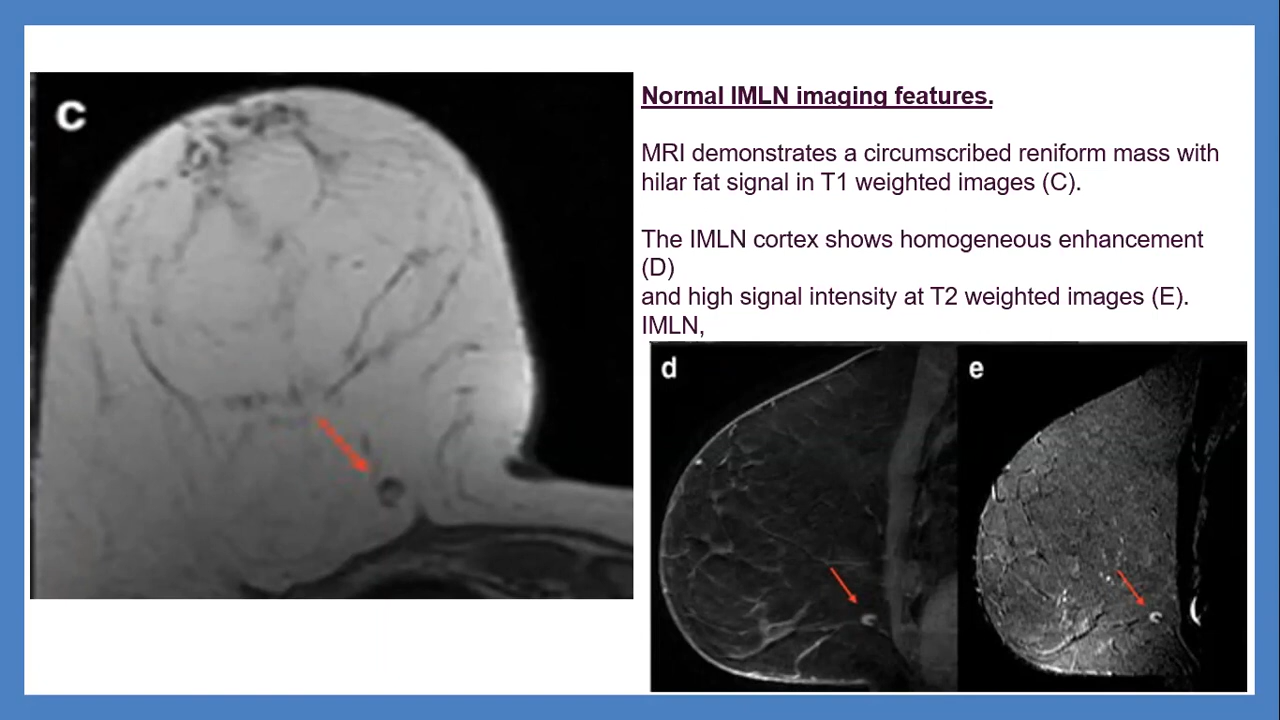 c
Normal IMLN imaging features.
MRI demonstrates a circumscribed reniform mass with
hilar fat signal in T1 weighted images (C).
The IMLN cortex shows homogeneous enhancement
(D)
and high signal intensity at T2 weighted images (E).
IMLN,
d
e